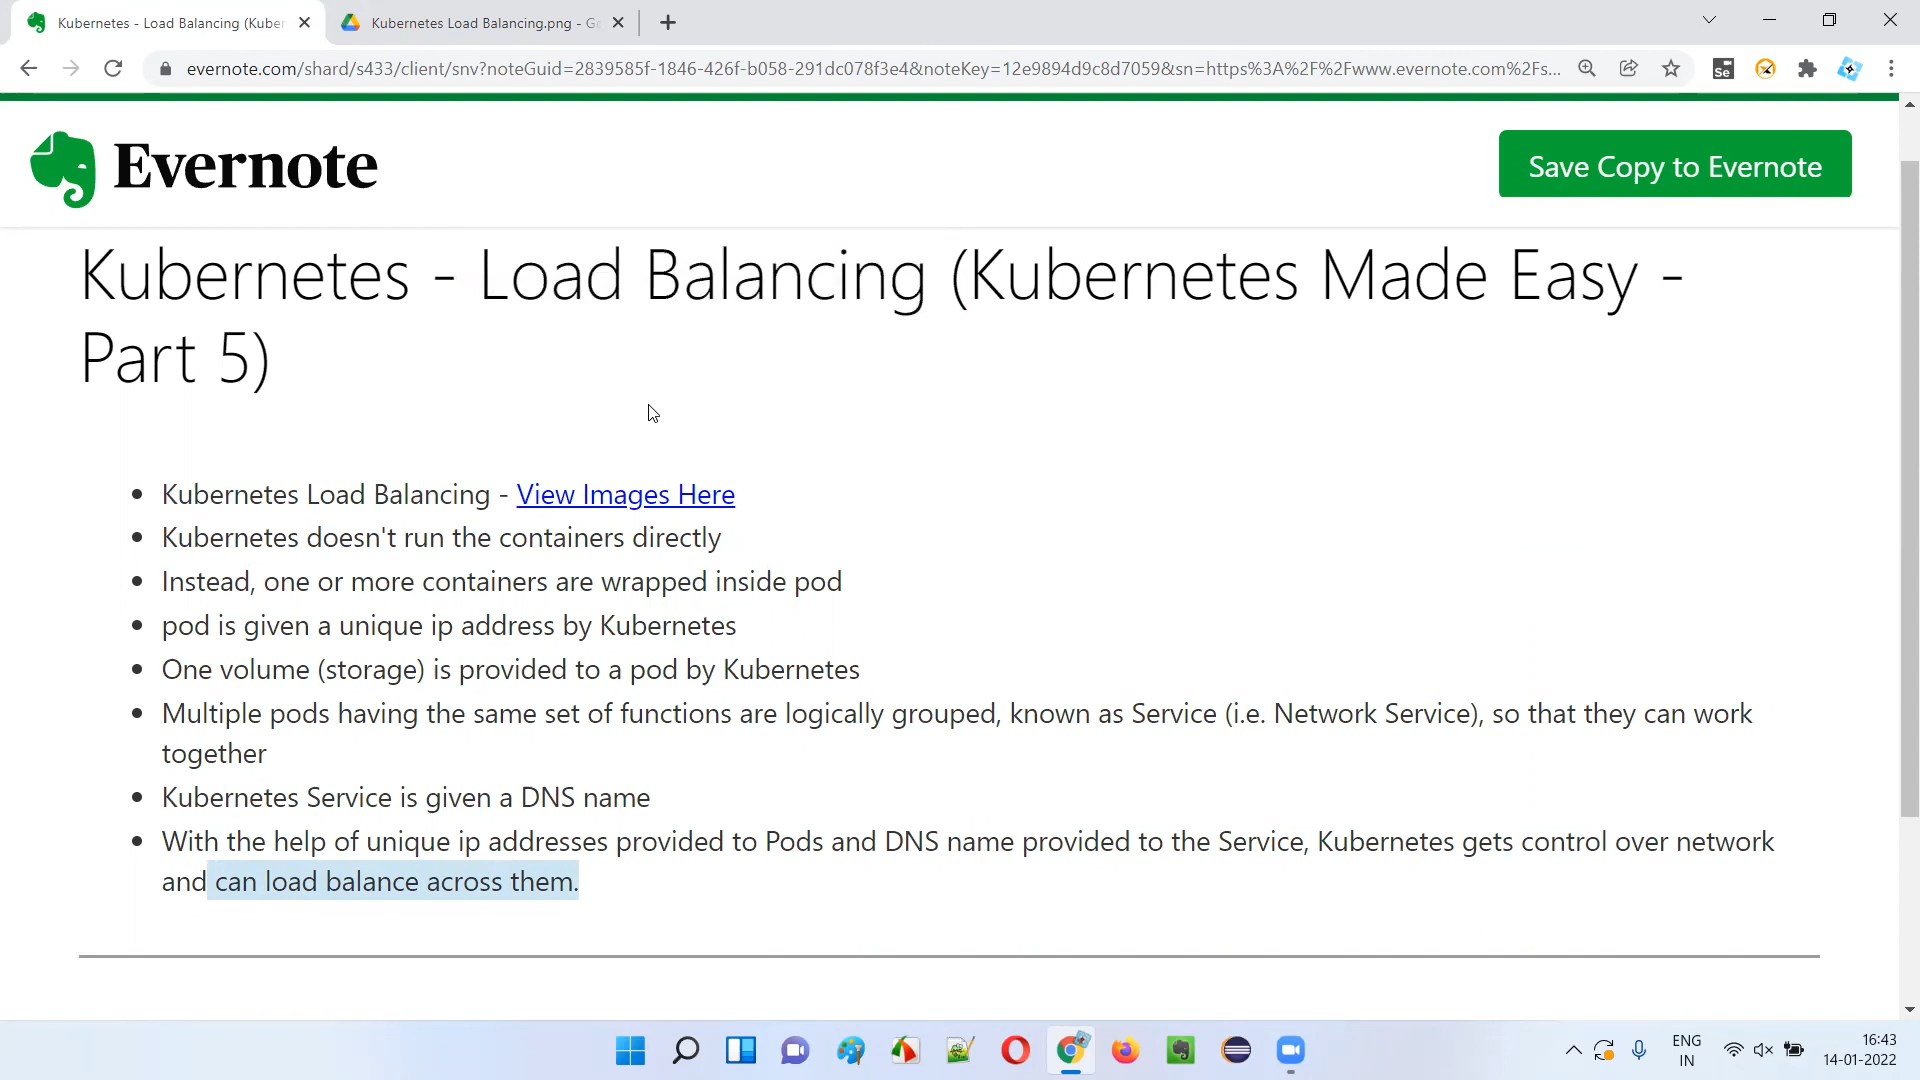 Kubernetes - Load Balancing (Kuber
Kubernetes Load Balancing.png - G
evernote.com/shard/s433/client/snv?noteGuid=2839585f-1846-426f-b058-291dc078f3e4&noteKey=12e9894d9c8d7059&sn=https%3A%2F%2Fwww.evernote.com%2Fs...
Se
Evernote
Save Copy to Evernote
Kubernetes - Load Balancing (Kubernetes Made Easy -
Part 5)
• Kubernetes Load Balancing - View Images Here
• Kubernetes doesn't run the containers directly
• Instead, one or more containers are wrapped inside pod
• pod is given a unique ip address by Kubernetes
• One volume (storage) is provided to a pod by Kubernetes
• Multiple pods having the same set of functions are logically grouped, known as Service (i.e. Network Service), so that they can work
together
• Kubernetes Service is given a DNS name
• With the help of unique ip addresses provided to Pods and DNS name provided to the Service, Kubernetes gets control over network
and can load balance across them.
ENG
IN
16:43
14-01-2022